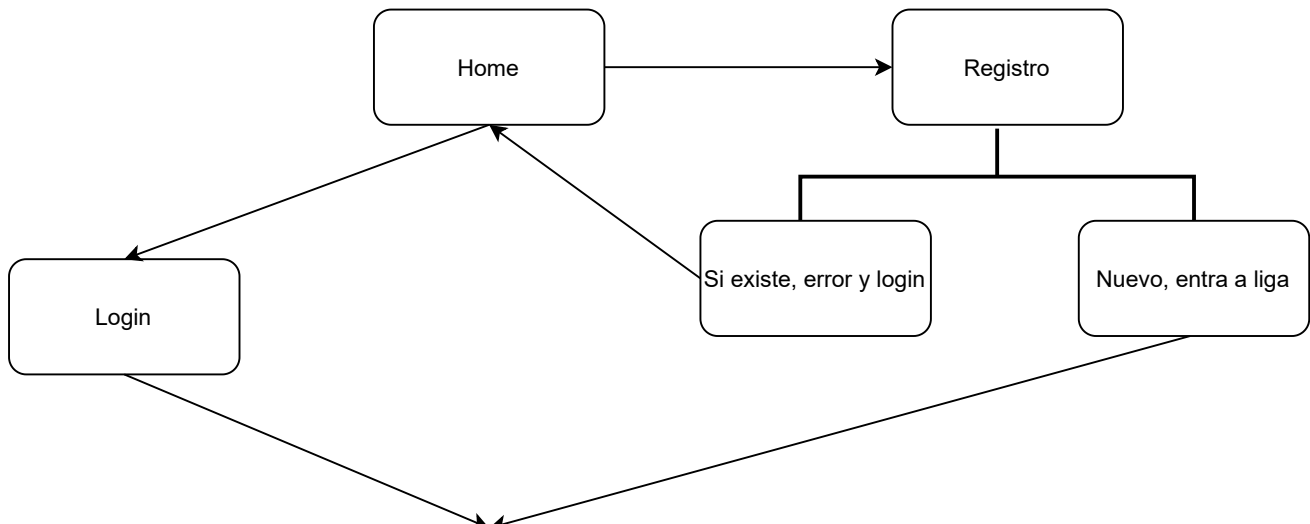 Home
Registro
Si existe, error y login
Nuevo, entra a liga
Login